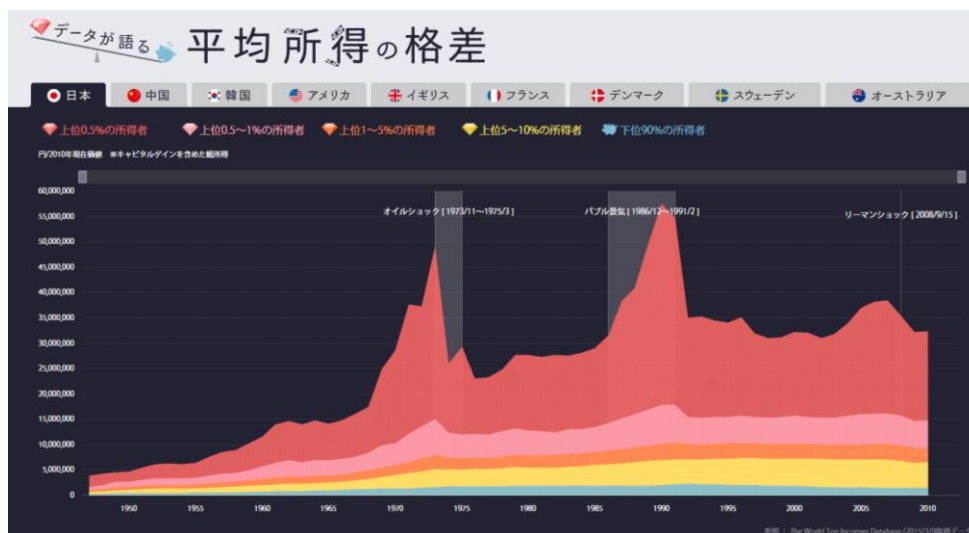 データが語る 平均所得の格差
日本 中国 韓国 アメリカ イギリス フランス デンマーク スウェーデン オーストラリア
上位0.5%の所得者 上位0.5〜1%の所得者 上位1〜5%の所得者 上位5〜10%の所得者 下位90%の所得者
円/2010年現在価値 ※キャピタルゲインを含めた総所得
60,000,000
オイルショック [ 1973/11〜1975/3 ] バブル景気 [ 1986/12〜1991/2 ] リーマンショック [ 2008/9/15 ]
55,000,000
50,000,000
45,000,000
40,000,000
35,000,000
30,000,000
25,000,000
20,000,000
15,000,000
10,000,000
5,000,000
0
1950 1955 1960 1965 1970 1975 1980 1985 1990 1995 2000 2005 2010
The World Top Incomes Database (2015/3/9